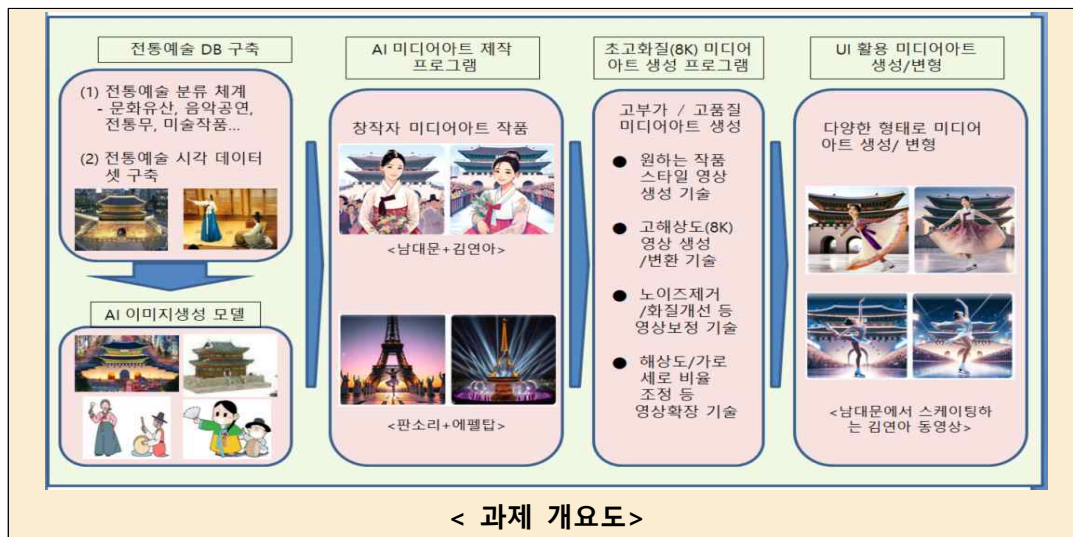 전통예술 DB 구축
(1) 전통예술 분류 체계
- 문화유산, 음악공연,
전통무, 미술작품...
(2) 전통예술 시각 데이터
셋 구축
AI 이미지생성 모델
AI 미디어아트 제작
프로그램
창작자 미디어아트 작품
<남대문+김연아>
<판소리+에펠탑>
초고화질(8K) 미디어
아트 생성 프로그램
고부가 / 고품질
미디어아트 생성
● 원하는 작품
스타일 영상
생성 기술
● 고해상도(8K)
영상 생성
/변환 기술
● 노이즈제거
/화질개선 등
영상보정 기술
● 해상도/가로
세로 비율
조정 등
영상확장 기술
UI 활용 미디어아트
생성/변형
다양한 형태로 미디어
아트 생성/ 변형
<남대문에서 스케이팅하
는 김연아 동영상>
< 과제 개요도>